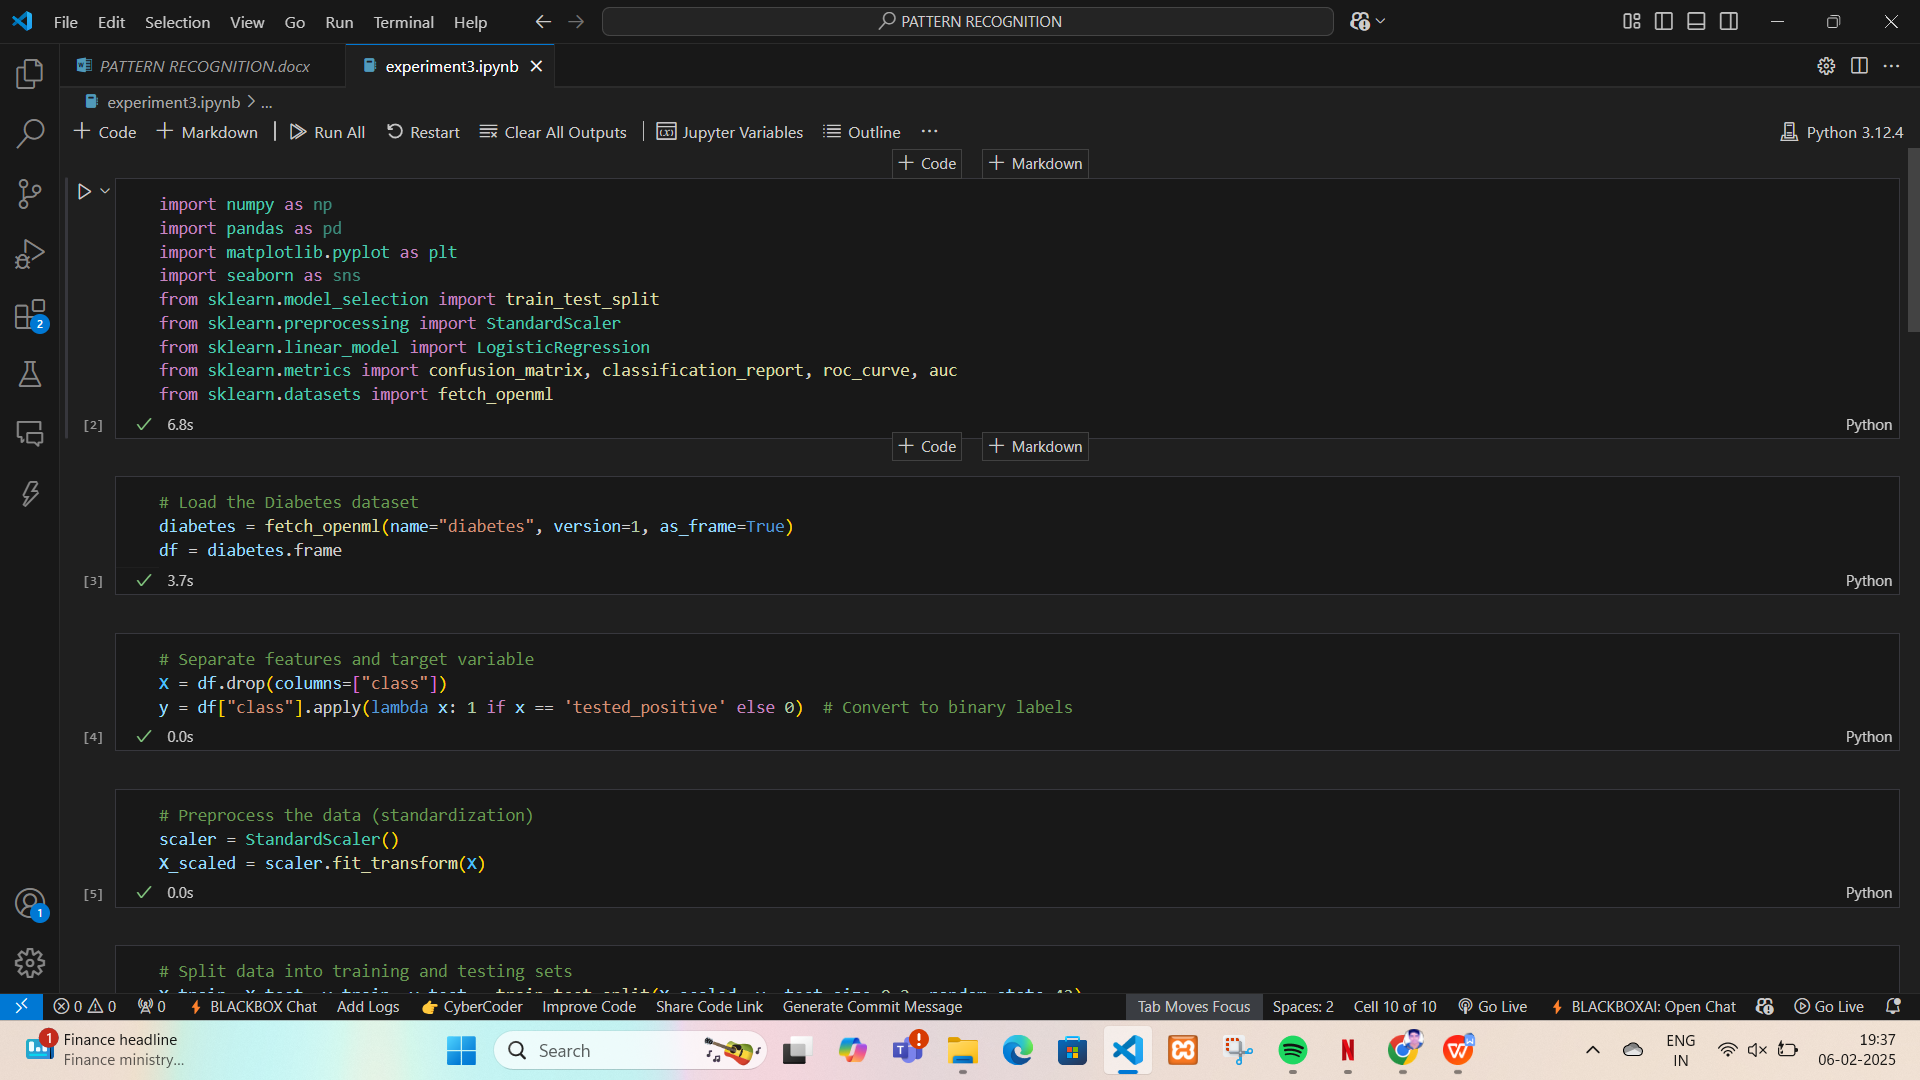 File Edit Selection View Go Run Terminal Help
PATTERN RECOGNITION
PATTERN RECOGNITION.docx
experiment3.ipynb
experiment3.ipynb > ...
Code Markdown | Run All Restart Clear All Outputs | Jupyter Variables Outline ...
Python 3.12.4
+ Code + Markdown
import numpy as np
import pandas as pd
import matplotlib.pyplot as plt
import seaborn as sns
from sklearn.model_selection import train_test_split
from sklearn.preprocessing import StandardScaler
from sklearn.linear_model import LogisticRegression
from sklearn.metrics import confusion_matrix, classification_report, roc_curve, auc
from sklearn.datasets import fetch_openml
[2] 6.8s Python
+ Code + Markdown
# Load the Diabetes dataset
diabetes = fetch_openml(name="diabetes", version=1, as_frame=True)
df = diabetes.frame
[3] 3.7s Python
# Separate features and target variable
X = df.drop(columns=["class"])
y = df["class"].apply(lambda x: 1 if x == 'tested_positive' else 0)  # Convert to binary labels
[4] 0.0s Python
# Preprocess the data (standardization)
scaler = StandardScaler()
X_scaled = scaler.fit_transform(X)
[5] 0.0s Python
# Split data into training and testing sets
2
1
0 0 0 BLACKBOX Chat Add Logs CyberCoder Improve Code Share Code Link Generate Commit Message
Tab Moves Focus Spaces: 2 Cell 10 of 10 Go Live BLACKBOXAI: Open Chat Go Live
1 Finance headline
Finance ministry...
Search
ENG
IN
19:37
06-02-2025